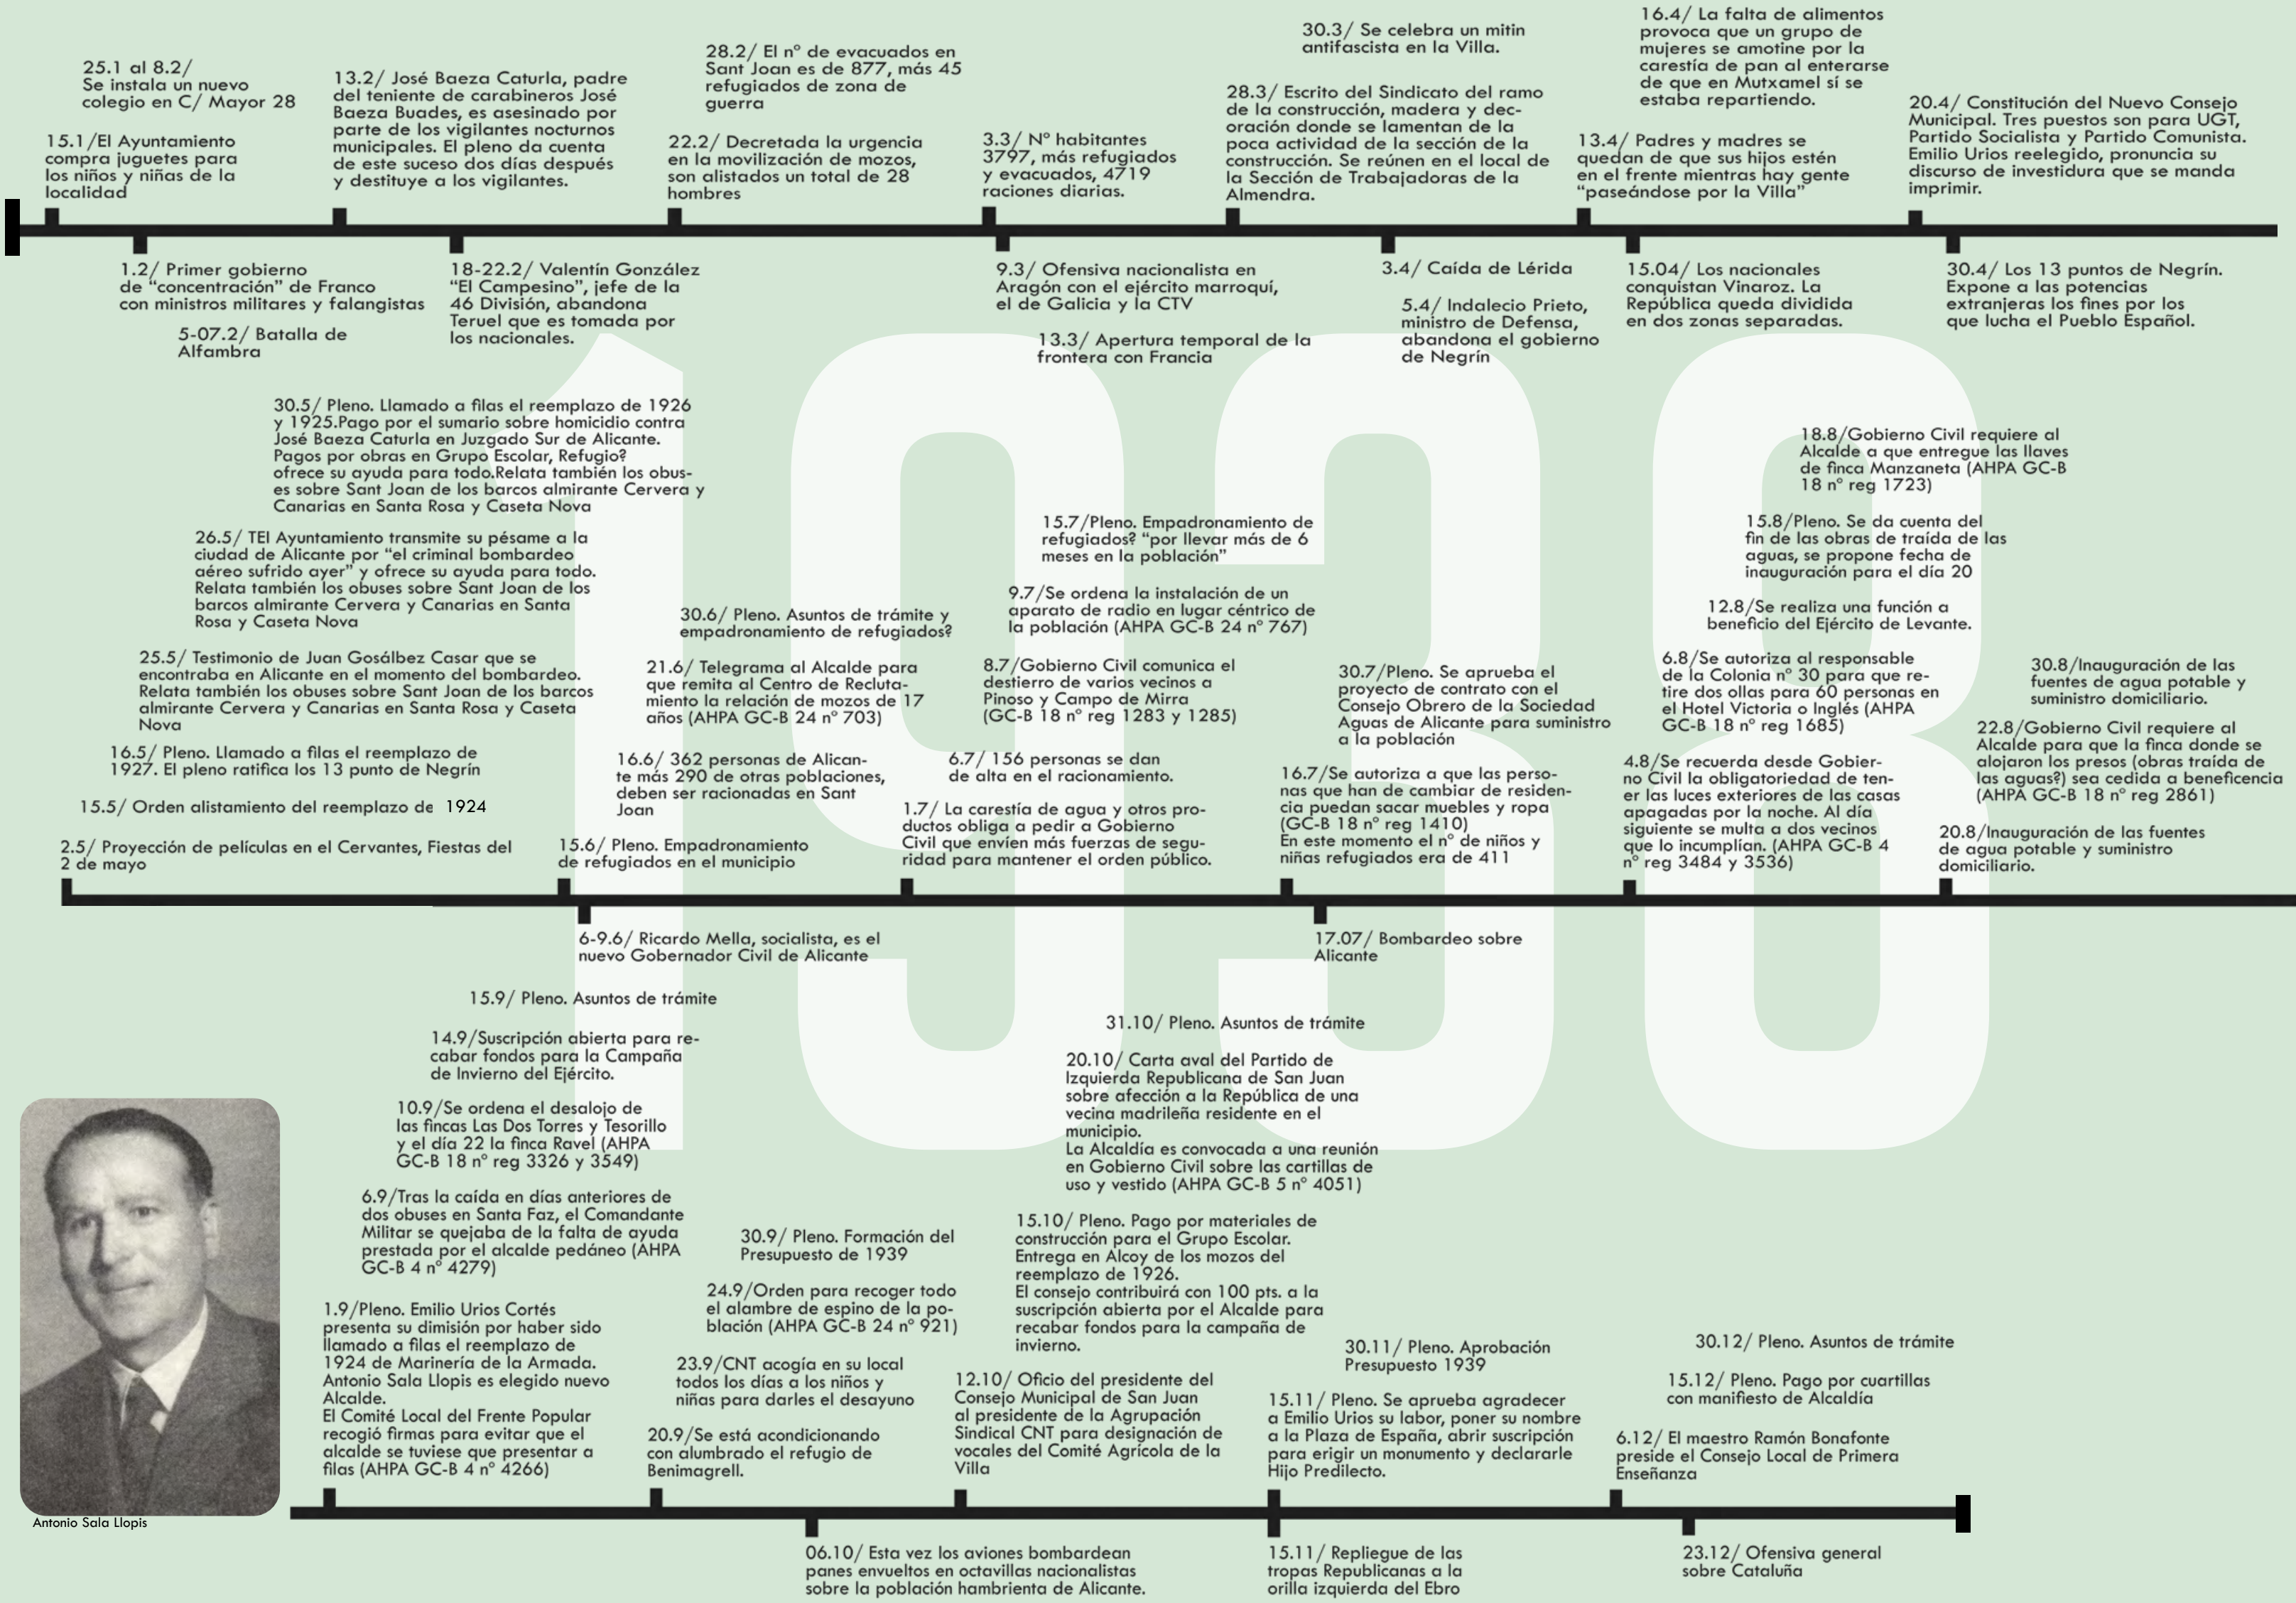 25.1 al 8.2/
Se instala un nuevo
colegio en C/ Mayor 28
15.1/El Ayuntamiento
compra juguetes para
los niños y niñas de la
localidad
13.2/ José Baeza Caturla, padre
del teniente de carabineros José
Baeza Buades, es asesinado por
parte de los vigilantes nocturnos
municipales. El pleno da cuenta
de este suceso dos días después
y destituye a los vigilantes.
28.2/ El nº de evacuados en
Sant Joan es de 877, más 45
refugiados de zona de
guerra
22.2/ Decretada la urgencia
en la movilización de mozos,
son alistados un total de 28
hombres
3.3/ Nº habitantes
3797, más refugiados
y evacuados, 4719
raciones diarias.
30.3/ Se celebra un mitin
antifascista en la Villa.
28.3/ Escrito del Sindicato del ramo
de la construcción, madera y dec-
oración donde se lamentan de la
poca actividad de la sección de la
construcción. Se reúnen en el local de
la Sección de Trabajadoras de la
Almendra.
16.4/ La falta de alimentos
provoca que un grupo de
mujeres se amotine por la
carestía de pan al enterarse
de que en Mutxamel sí se
estaba repartiendo.
13.4/ Padres y madres se
quedan de que sus hijos estén
en el frente mientras hay gente
“paseándose por la Villa”
20.4/ Constitución del Nuevo Consejo
Municipal. Tres puestos son para UGT,
Partido Socialista y Partido Comunista.
Emilio Urios reelegido, pronuncia su
discurso de investidura que se manda
imprimir.
1.2/ Primer gobierno
de “concentración” de Franco
con ministros militares y falangistas
5-07.2/ Batalla de
Alfambra
18-22.2/ Valentín González
“El Campesino”, jefe de la
46 División, abandona
Teruel que es tomada por
los nacionales.
9.3/ Ofensiva nacionalista en
Aragón con el ejército marroquí,
el de Galicia y la CTV
13.3/ Apertura temporal de la
frontera con Francia
3.4/ Caída de Lérida
5.4/ Indalecio Prieto,
ministro de Defensa,
abandona el gobierno
de Negrín
15.04/ Los nacionales
conquistan Vinaroz. La
República queda dividida
en dos zonas separadas.
30.4/ Los 13 puntos de Negrín.
Expone a las potencias
extranjeras los fines por los
que lucha el Pueblo Español.
1938
30.5/ Pleno. Llamado a filas el reemplazo de 1926
y 1925.Pago por el sumario sobre homicidio contra
José Baeza Caturla en Juzgado Sur de Alicante.
Pagos por obras en Grupo Escolar, Refugio?
ofrece su ayuda para todo.Relata también los obus-
es sobre Sant Joan de los barcos almirante Cervera y
Canarias en Santa Rosa y Caseta Nova
26.5/ TEl Ayuntamiento transmite su pésame a la
ciudad de Alicante por “el criminal bombardeo
aéreo sufrido ayer” y ofrece su ayuda para todo.
Relata también los obuses sobre Sant Joan de los
barcos almirante Cervera y Canarias en Santa
Rosa y Caseta Nova
25.5/ Testimonio de Juan Gosálbez Casar que se
encontraba en Alicante en el momento del bombardeo.
Relata también los obuses sobre Sant Joan de los barcos
almirante Cervera y Canarias en Santa Rosa y Caseta
Nova
16.5/ Pleno. Llamado a filas el reemplazo de
1927. El pleno ratifica los 13 punto de Negrín
15.5/ Orden alistamiento del reemplazo de 1924
2.5/ Proyección de películas en el Cervantes, Fiestas del
2 de mayo
30.6/ Pleno. Asuntos de trámite y
empadronamiento de refugiados?
21.6/ Telegrama al Alcalde para
que remita al Centro de Recluta-
miento la relación de mozos de 17
años (AHPA GC-B 24 nº 703)
16.6/ 362 personas de Alican-
te más 290 de otras poblaciones,
deben ser racionadas en Sant
Joan
15.6/ Pleno. Empadronamiento
de refugiados en el municipio
15.7/Pleno. Empadronamiento de
refugiados? “por llevar más de 6
meses en la población”
9.7/Se ordena la instalación de un
aparato de radio en lugar céntrico de
la población (AHPA GC-B 24 nº 767)
8.7/Gobierno Civil comunica el
destierro de varios vecinos a
Pinoso y Campo de Mirra
(GC-B 18 nº reg 1283 y 1285)
6.7/ 156 personas se dan
de alta en el racionamiento.
1.7/ La carestía de agua y otros pro-
ductos obliga a pedir a Gobierno
Civil que envíen más fuerzas de segu-
ridad para mantener el orden público.
30.7/Pleno. Se aprueba el
proyecto de contrato con el
Consejo Obrero de la Sociedad
Aguas de Alicante para suministro
a la población
16.7/Se autoriza a que las perso-
nas que han de cambiar de residen-
cia puedan sacar muebles y ropa
(GC-B 18 nº reg 1410)
En este momento el nº de niños y
niñas refugiados era de 411
18.8/Gobierno Civil requiere al
Alcalde a que entregue las llaves
de finca Manzaneta (AHPA GC-B
18 nº reg 1723)
15.8/Pleno. Se da cuenta del
fin de las obras de traída de las
aguas, se propone fecha de
inauguración para el día 20
12.8/Se realiza una función a
beneficio del Ejército de Levante.
6.8/Se autoriza al responsable
de la Colonia nº 30 para que re-
tire dos ollas para 60 personas en
el Hotel Victoria o Inglés (AHPA
GC-B 18 nº reg 1685)
4.8/Se recuerda desde Gobier-
no Civil la obligatoriedad de ten-
er las luces exteriores de las casas
apagadas por la noche. Al día
siguiente se multa a dos vecinos
que lo incumplían. (AHPA GC-B 4
nº reg 3484 y 3536)
30.8/Inauguración de las
fuentes de agua potable y
suministro domiciliario.
22.8/Gobierno Civil requiere al
Alcalde para que la finca donde se
alojaron los presos (obras traída de
las aguas?) sea cedida a beneficencia
(AHPA GC-B 18 nº reg 2861)
20.8/Inauguración de las fuentes
de agua potable y suministro
domiciliario.
6-9.6/ Ricardo Mella, socialista, es el
nuevo Gobernador Civil de Alicante
17.07/ Bombardeo sobre
Alicante
15.9/ Pleno. Asuntos de trámite
14.9/Suscripción abierta para re-
cabar fondos para la Campaña
de Invierno del Ejército.
10.9/Se ordena el desalojo de
las fincas Las Dos Torres y Tesorillo
y el día 22 la finca Ravel (AHPA
GC-B 18 nº reg 3326 y 3549)
6.9/Tras la caída en días anteriores de
dos obuses en Santa Faz, el Comandante
Militar se quejaba de la falta de ayuda
prestada por el alcalde pedáneo (AHPA
GC-B 4 nº 4279)
1.9/Pleno. Emilio Urios Cortés
presenta su dimisión por haber sido
llamado a filas el reemplazo de
1924 de Marinería de la Armada.
Antonio Sala Llopis es elegido nuevo
Alcalde.
El Comité Local del Frente Popular
recogió firmas para evitar que el
alcalde se tuviese que presentar a
filas (AHPA GC-B 4 nº 4266)
30.9/ Pleno. Formación del
Presupuesto de 1939
24.9/Orden para recoger todo
el alambre de espino de la po-
blación (AHPA GC-B 24 nº 921)
23.9/CNT acogía en su local
todos los días a los niños y
niñas para darles el desayuno
20.9/Se está acondicionando
con alumbrado el refugio de
Benimagrell.
31.10/ Pleno. Asuntos de trámite
20.10/ Carta aval del Partido de
Izquierda Republicana de San Juan
sobre afección a la República de una
vecina madrileña residente en el
municipio.
La Alcaldía es convocada a una reunión
en Gobierno Civil sobre las cartillas de
uso y vestido (AHPA GC-B 5 nº 4051)
15.10/ Pleno. Pago por materiales de
construcción para el Grupo Escolar.
Entrega en Alcoy de los mozos del
reemplazo de 1926.
El consejo contribuirá con 100 pts. a la
suscripción abierta por el Alcalde para
recabar fondos para la campaña de
invierno.
12.10/ Oficio del presidente del
Consejo Municipal de San Juan
al presidente de la Agrupación
Sindical CNT para designación de
vocales del Comité Agrícola de la
Villa
30.11/ Pleno. Aprobación
Presupuesto 1939
15.11/ Pleno. Se aprueba agradecer
a Emilio Urios su labor, poner su nombre
a la Plaza de España, abrir suscripción
para erigir un monumento y declararle
Hijo Predilecto.
30.12/ Pleno. Asuntos de trámite
15.12/ Pleno. Pago por cuartillas
con manifiesto de Alcaldía
6.12/ El maestro Ramón Bonafonte
preside el Consejo Local de Primera
Enseñanza
Antonio Sala Llopis
06.10/ Esta vez los aviones bombardean
panes envueltos en octavillas nacionalistas
sobre la población hambrienta de Alicante.
15.11/ Repliegue de las
tropas Republicanas a la
orilla izquierda del Ebro
23.12/ Ofensiva general
sobre Cataluña